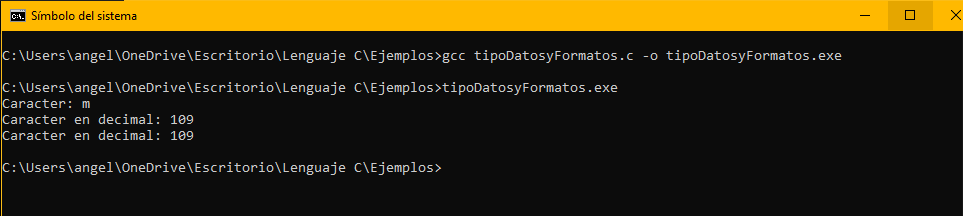 Símbolo del sistema
C:\Users\angel\OneDrive\Escritorio\Lenguaje C\Ejemplos>gcc tipoDatosyFormatos.c -o tipoDatosyFormatos.exe
C:\Users\angel\OneDrive\Escritorio\Lenguaje C\Ejemplos>tipoDatosyFormatos.exe
Caracter: m
Caracter en decimal: 109
Caracter en decimal: 109
C:\Users\angel\OneDrive\Escritorio\Lenguaje C\Ejemplos>